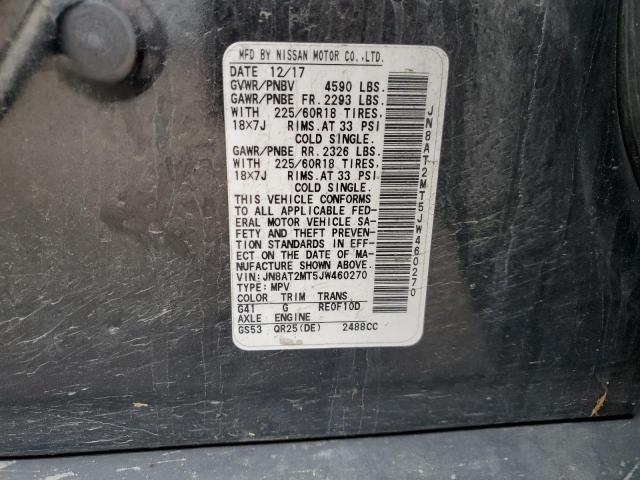 MFD BY NISSAN MOTOR CO.,LTD.
DATE 12/17
GVWR/PNBV 4590 LBS.
GAWR/PNBE FR. 2293 LBS.
WITH 225/60R18 TIRES,
18X7J RIMS. AT 33 PSI
COLD SINGLE.
GAWR/PNBE RR. 2326 LBS.
WITH 225/60R18 TIRES,
18X7J RIMS. AT 33 PSI
COLD SINGLE.
THIS VEHICLE CONFORMS
TO ALL APPLICABLE FED-
ERAL MOTOR VEHICLE SA-
FETY AND THEFT PREVEN-
TION STANDARDS IN EFF-
ECT ON THE DATE OF MA-
NUFACTURE SHOWN ABOVE.
VIN: JN8AT2MT5JW460270
TYPE: MPV
COLOR TRIM TRANS.
G41 G RE0F10D
AXLE ENGINE
GS53 QR25(DE) 2488CC
JN8AT2MT5JW460270